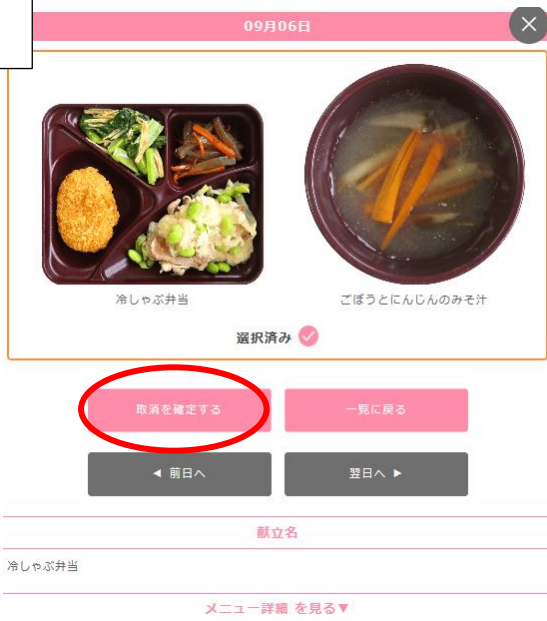 09月06日
冷しゃぶ弁当
ごぼうとにんじんのみそ汁
選択済み
取消を確定する
一覧に戻る
◀ 前日へ
翌日へ ▶
献立名
冷しゃぶ弁当
メニュー詳細 を見る▼